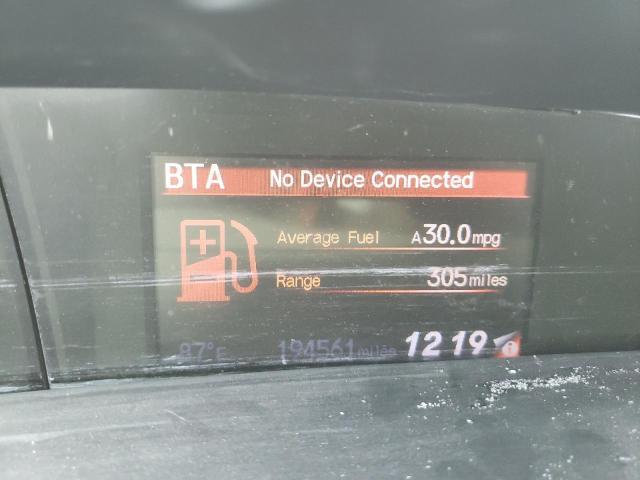 BTA No Device Connected
Average Fuel A30.0mpg
Range 305miles
87°F 194561miles 12 19